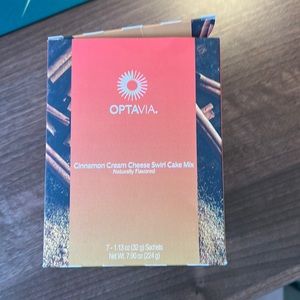 OPTAVIA®
Cinnamon Cream Cheese Swirl Cake Mix
Naturally Flavored
7 - 1.13 oz (32 g) Sachets
Net Wt. 7.90 oz (224 g)